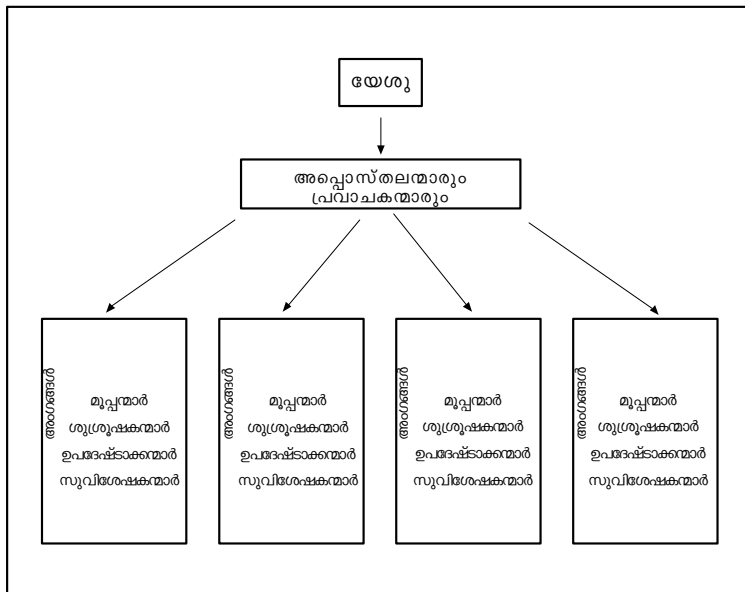 യേശു
അപ്പൊസ്തലന്മാരും
പ്രവാചകന്മാരും
അംഗങ്ങൾ
മൂപ്പന്മാർ
ശുശ്രൂഷകന്മാർ
ഉപദേഷ്ടാക്കന്മാർ
സുവിശേഷകന്മാർ
അംഗങ്ങൾ
മൂപ്പന്മാർ
ശുശ്രൂഷകന്മാർ
ഉപദേഷ്ടാക്കന്മാർ
സുവിശേഷകന്മാർ
അംഗങ്ങൾ
മൂപ്പന്മാർ
ശുശ്രൂഷകന്മാർ
ഉപദേഷ്ടാക്കന്മാർ
സുവിശേഷകന്മാർ
അംഗങ്ങൾ
മൂപ്പന്മാർ
ശുശ്രൂഷകന്മാർ
ഉപദേഷ്ടാക്കന്മാർ
സുവിശേഷകന്മാർ